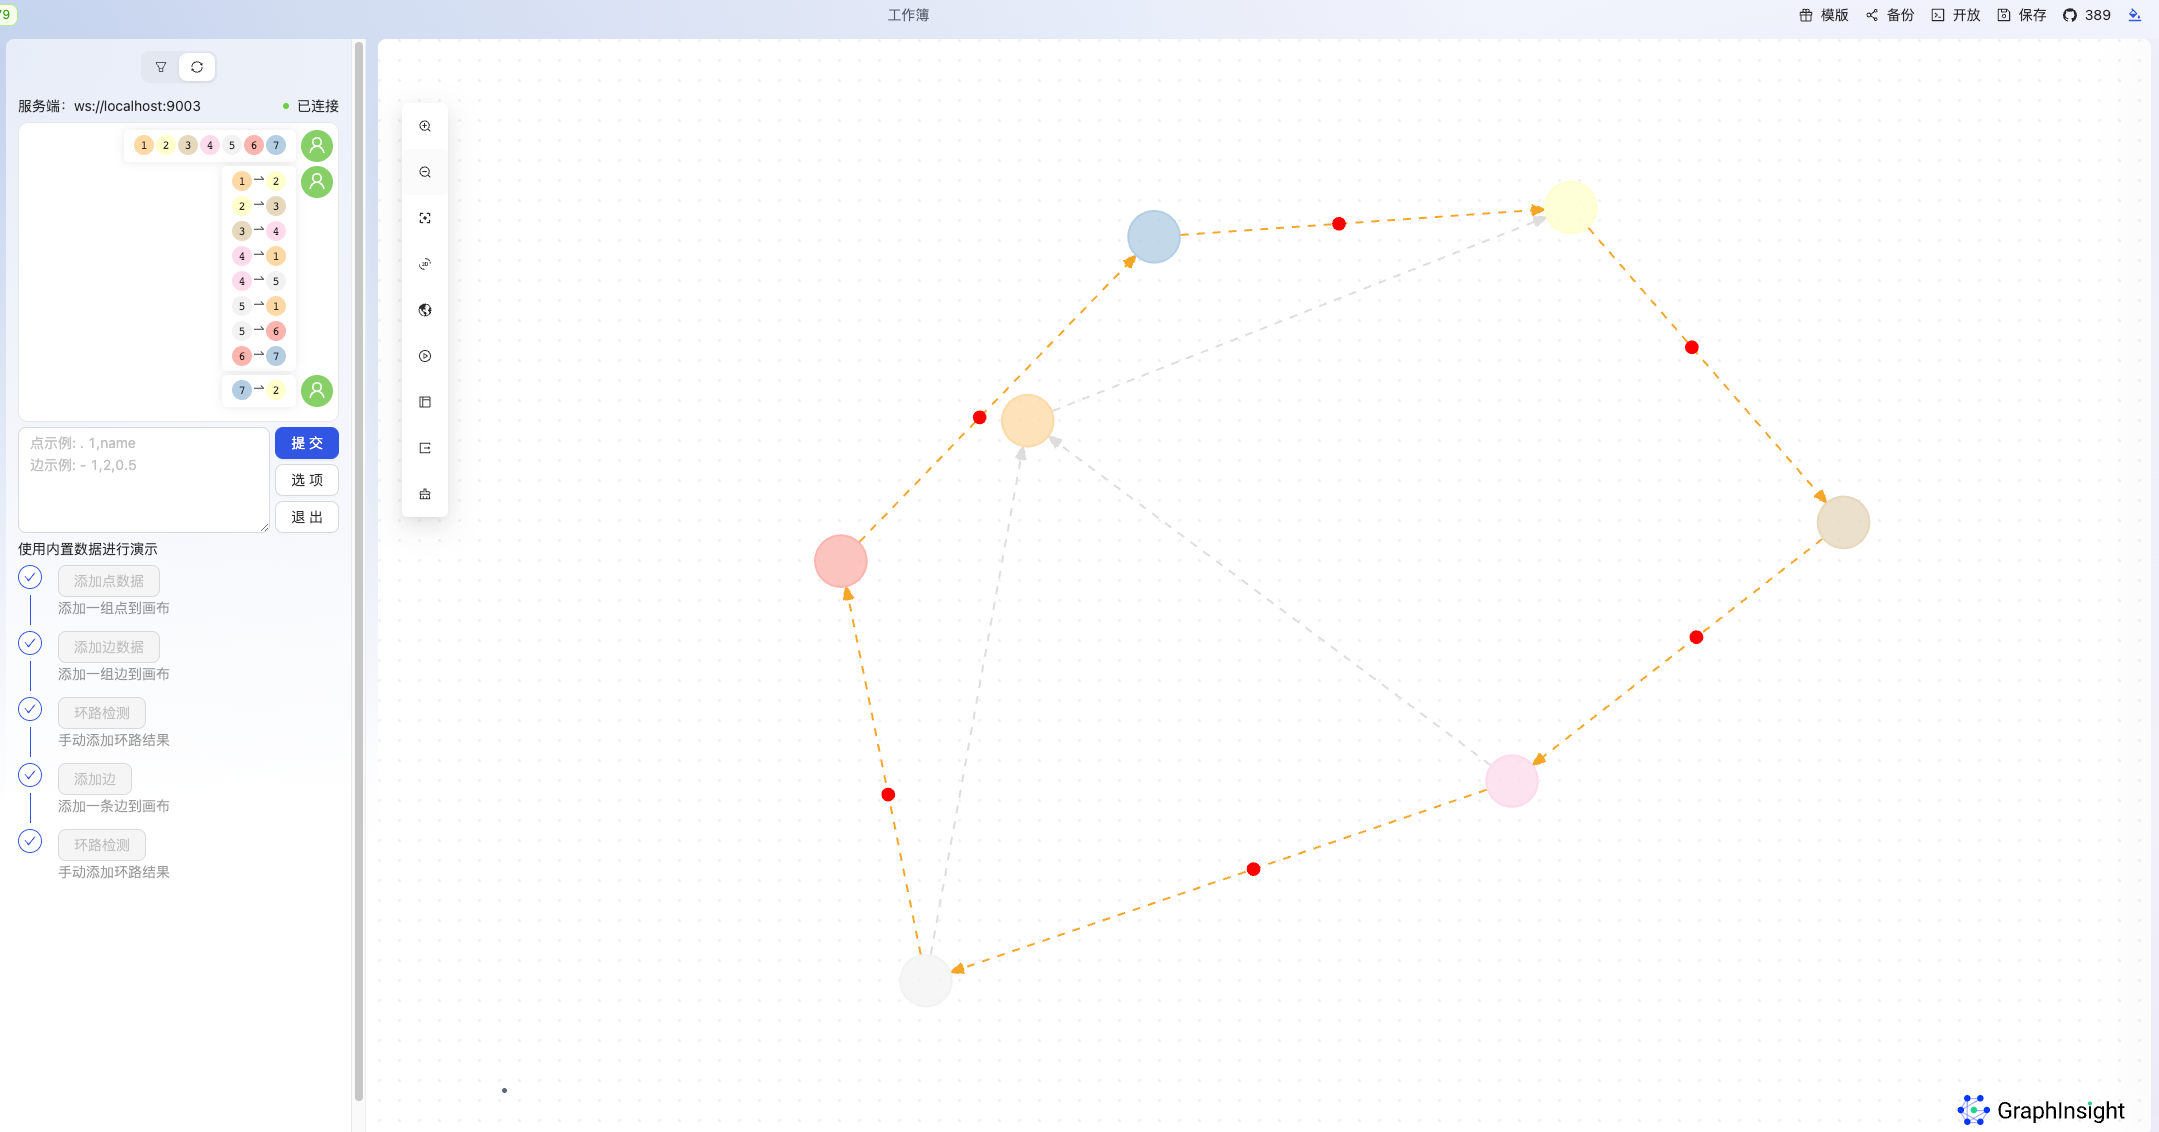 79
工作簿
模版 备份 开放 保存 389
服务端: ws://localhost:9003 已连接
1 2 3 4 5 6 7
1 → 2
2 → 3
3 → 4
4 → 1
4 → 5
5 → 1
5 → 6
6 → 7
7 → 2
点示例: . 1,name
边示例: - 1,2,0.5
提 交
选 项
退 出
使用内置数据进行演示
添加点数据
添加一组点到画布
添加边数据
添加一组边到画布
环路检测
手动添加环路结果
添加边
添加一条边到画布
环路检测
手动添加环路结果
GraphInsight